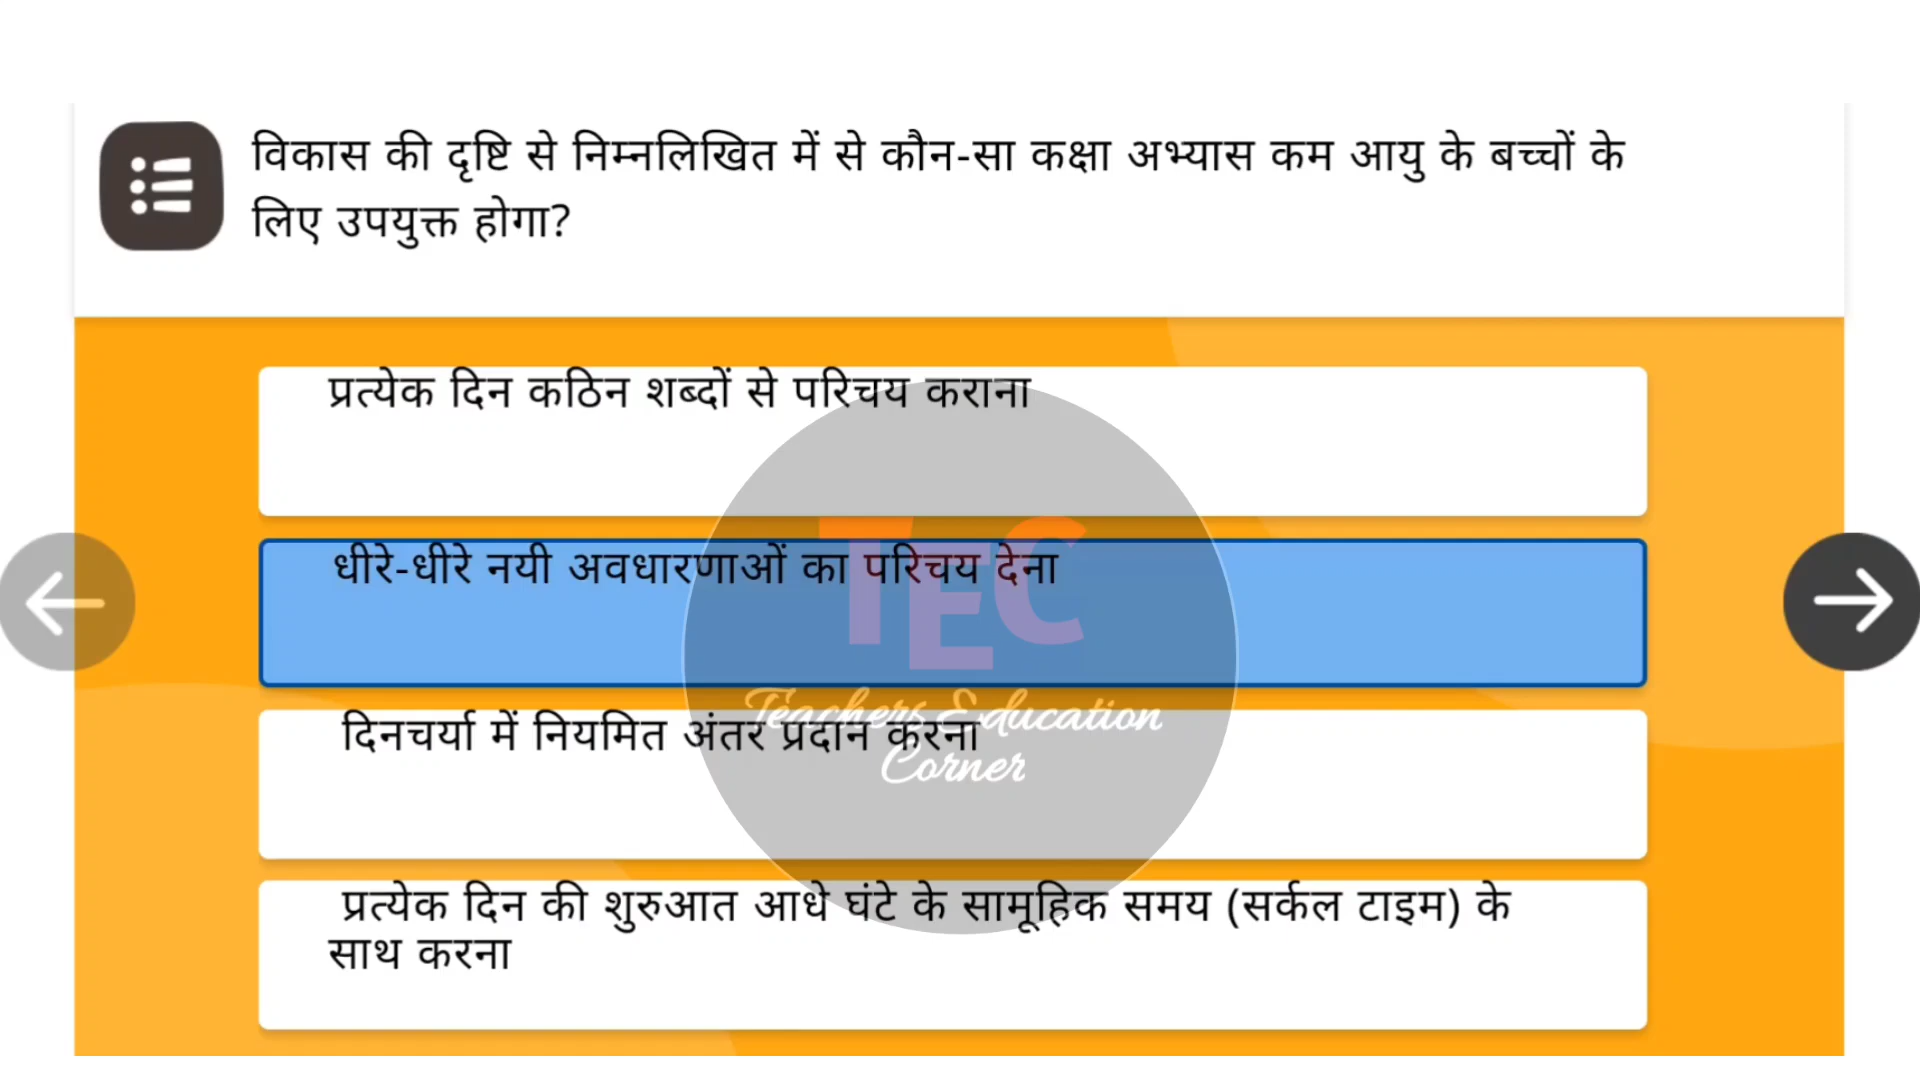 विकास की दृष्टि से निम्नलिखित में से कौन-सा कक्षा अभ्यास कम आयु के बच्चों के
लिए उपयुक्त होगा?
प्रत्येक दिन कठिन शब्दों से परिचय कराना
धीरे-धीरे नयी अवधारणाओं का परिचय देना
दिनचर्या में नियमित अंतर प्रदान करना
प्रत्येक दिन की शुरुआत आधे घंटे के सामूहिक समय (सर्कल टाइम) के
साथ करना
TEC
Teachers Education
Corner